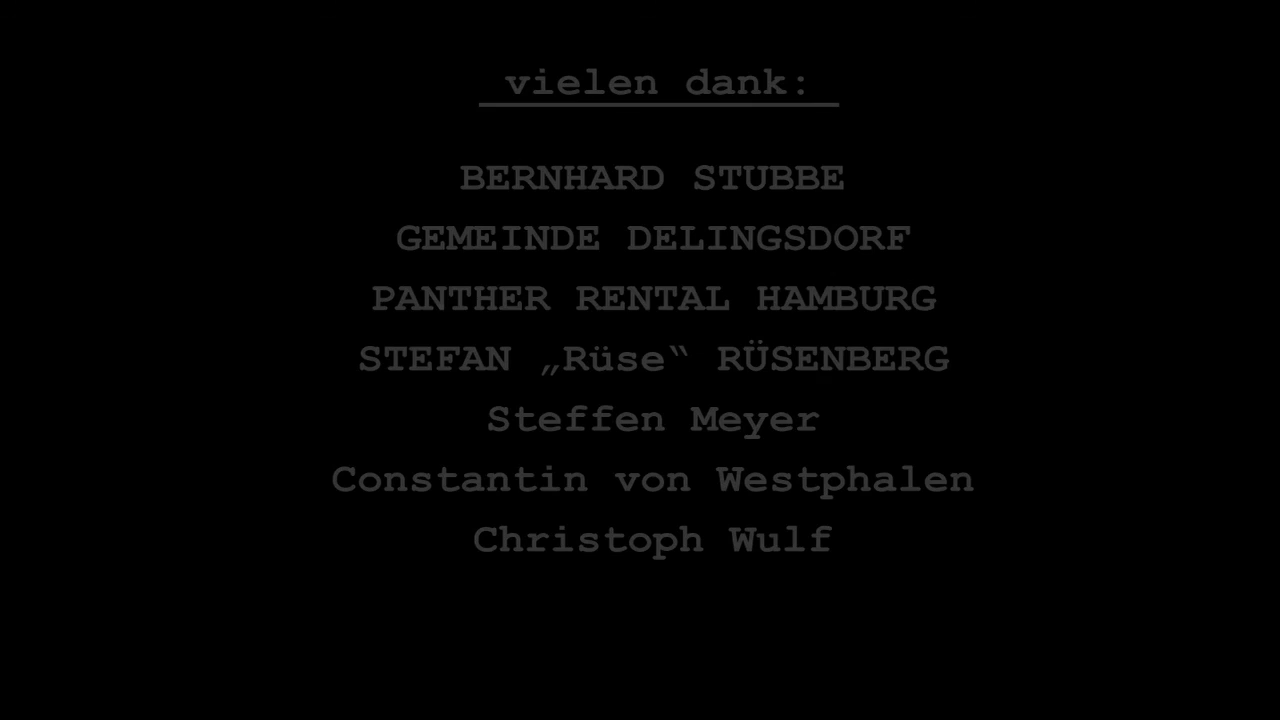 vielen dank:
BERNHARD STUBBE
GEMEINDE DELINGSDORF
PANTHER RENTAL HAMBURG
STEFAN „Rüse“ RÜSENBERG
Steffen Meyer
Constantin von Westphalen
Christoph Wulf